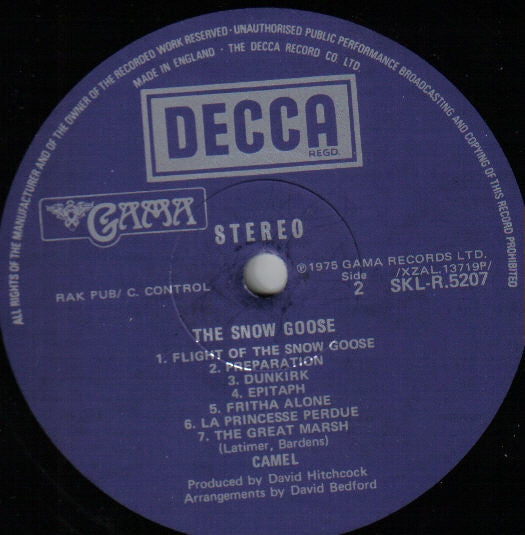 ALL RIGHTS OF THE MANUFACTURER AND OF THE OWNER OF THE RECORDED WORK RESERVED · UNAUTHORISED PUBLIC PERFORMANCE BROADCASTING AND COPYING OF THIS RECORD PROHIBITED
MADE IN ENGLAND · THE DECCA RECORD CO. LTD.
DECCA
REGD.
GAMA
STEREO
℗1975 GAMA RECORDS LTD.
RAK PUB/ C. CONTROL
Side
2
/XZAL.13719P/
SKL-R.5207
THE SNOW GOOSE
1. FLIGHT OF THE SNOW GOOSE
2. PREPARATION
3. DUNKIRK
4. EPITAPH
5. FRITHA ALONE
6. LA PRINCESSE PERDUE
7. THE GREAT MARSH
(Latimer, Bardens)
CAMEL
Produced by David Hitchcock
Arrangements by David Bedford